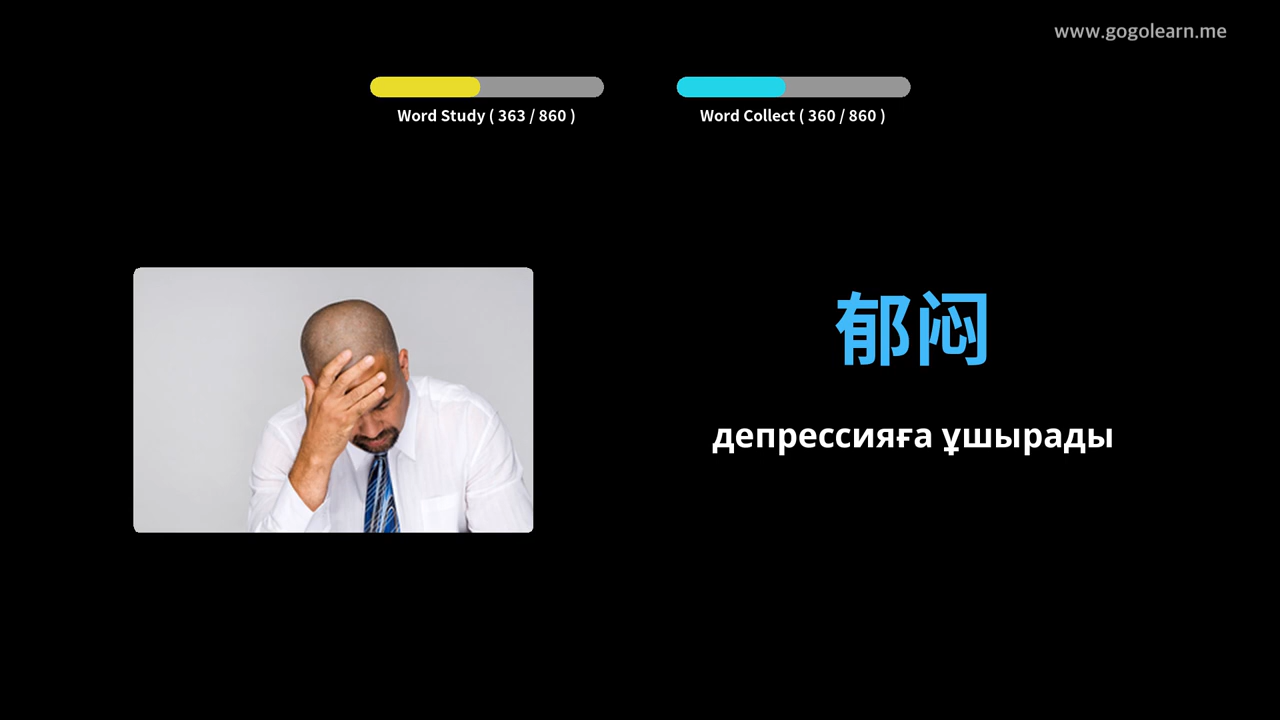 www.gogolearn.me
Word Study ( 363 / 860 )
Word Collect ( 360 / 860 )
郁闷
депрессияға ұшырады